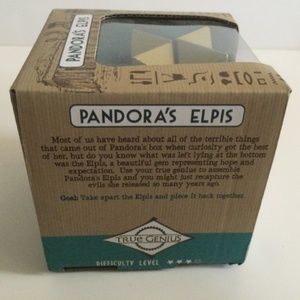 PANDORA'S ELPIS
Most of us have heard about all of the terrible things
that came out of Pandora's box when curiosity got the best
of her, but do you know what was left lying at the bottom
was the Elpis, a beautiful gem representing hope and
expectation. Use your true genius to assemble
Pandora's Elpis and you might just recapture the
evils she released so many years ago.
Goal: Take apart the Elpis and piece it back together.
TRUE GENIUS
DIFFICULTY LEVEL